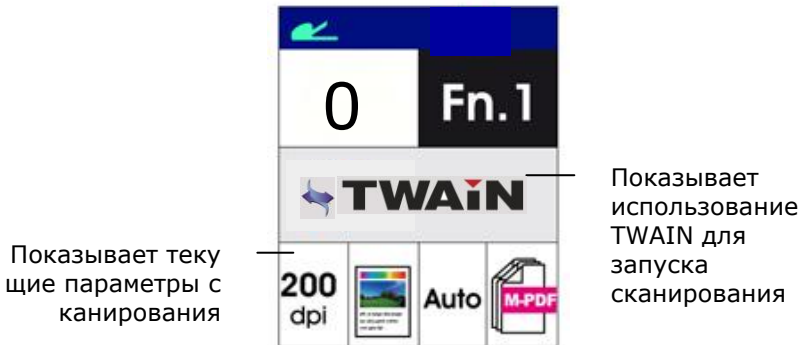 0
Fn.1
TWAIN
Показывает
использование
TWAIN для
запуска
сканирования
Показывает теку
щие параметры с
канирования
200
dpi
Auto
M-PDF